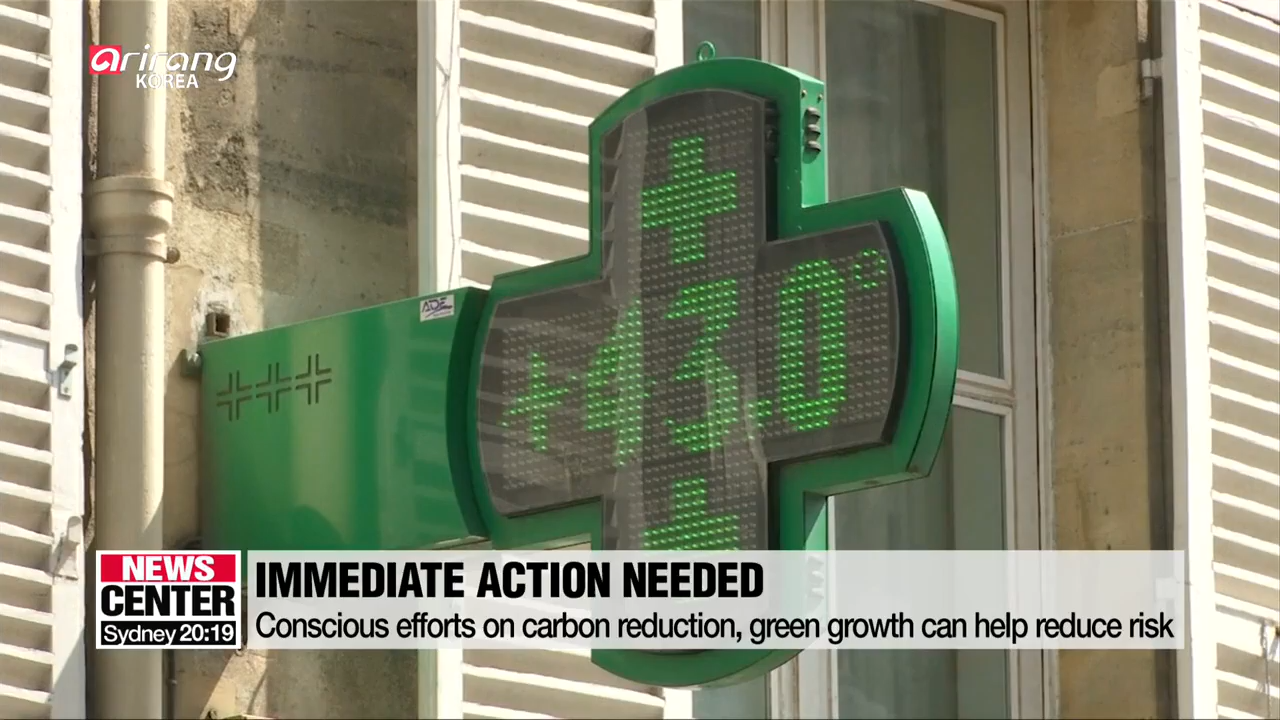 arirang
KOREA
ADE
+43.0°
NEWS
CENTER
Sydney 20:19
IMMEDIATE ACTION NEEDED
Conscious efforts on carbon reduction, green growth can help reduce risk